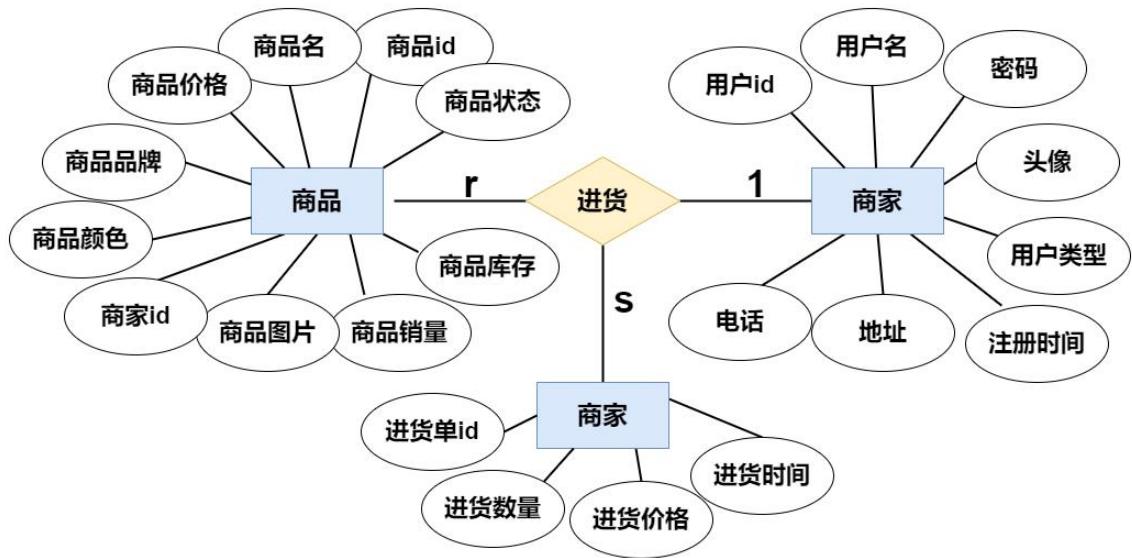 商品名
商品id
商品价格
商品状态
商品品牌
商品
商品颜色
商家id
商品图片
商品销量
商品库存
r
进货
1
s
用户名
用户id
密码
头像
商家
用户类型
电话
地址
注册时间
商家
进货单id
进货数量
进货价格
进货时间